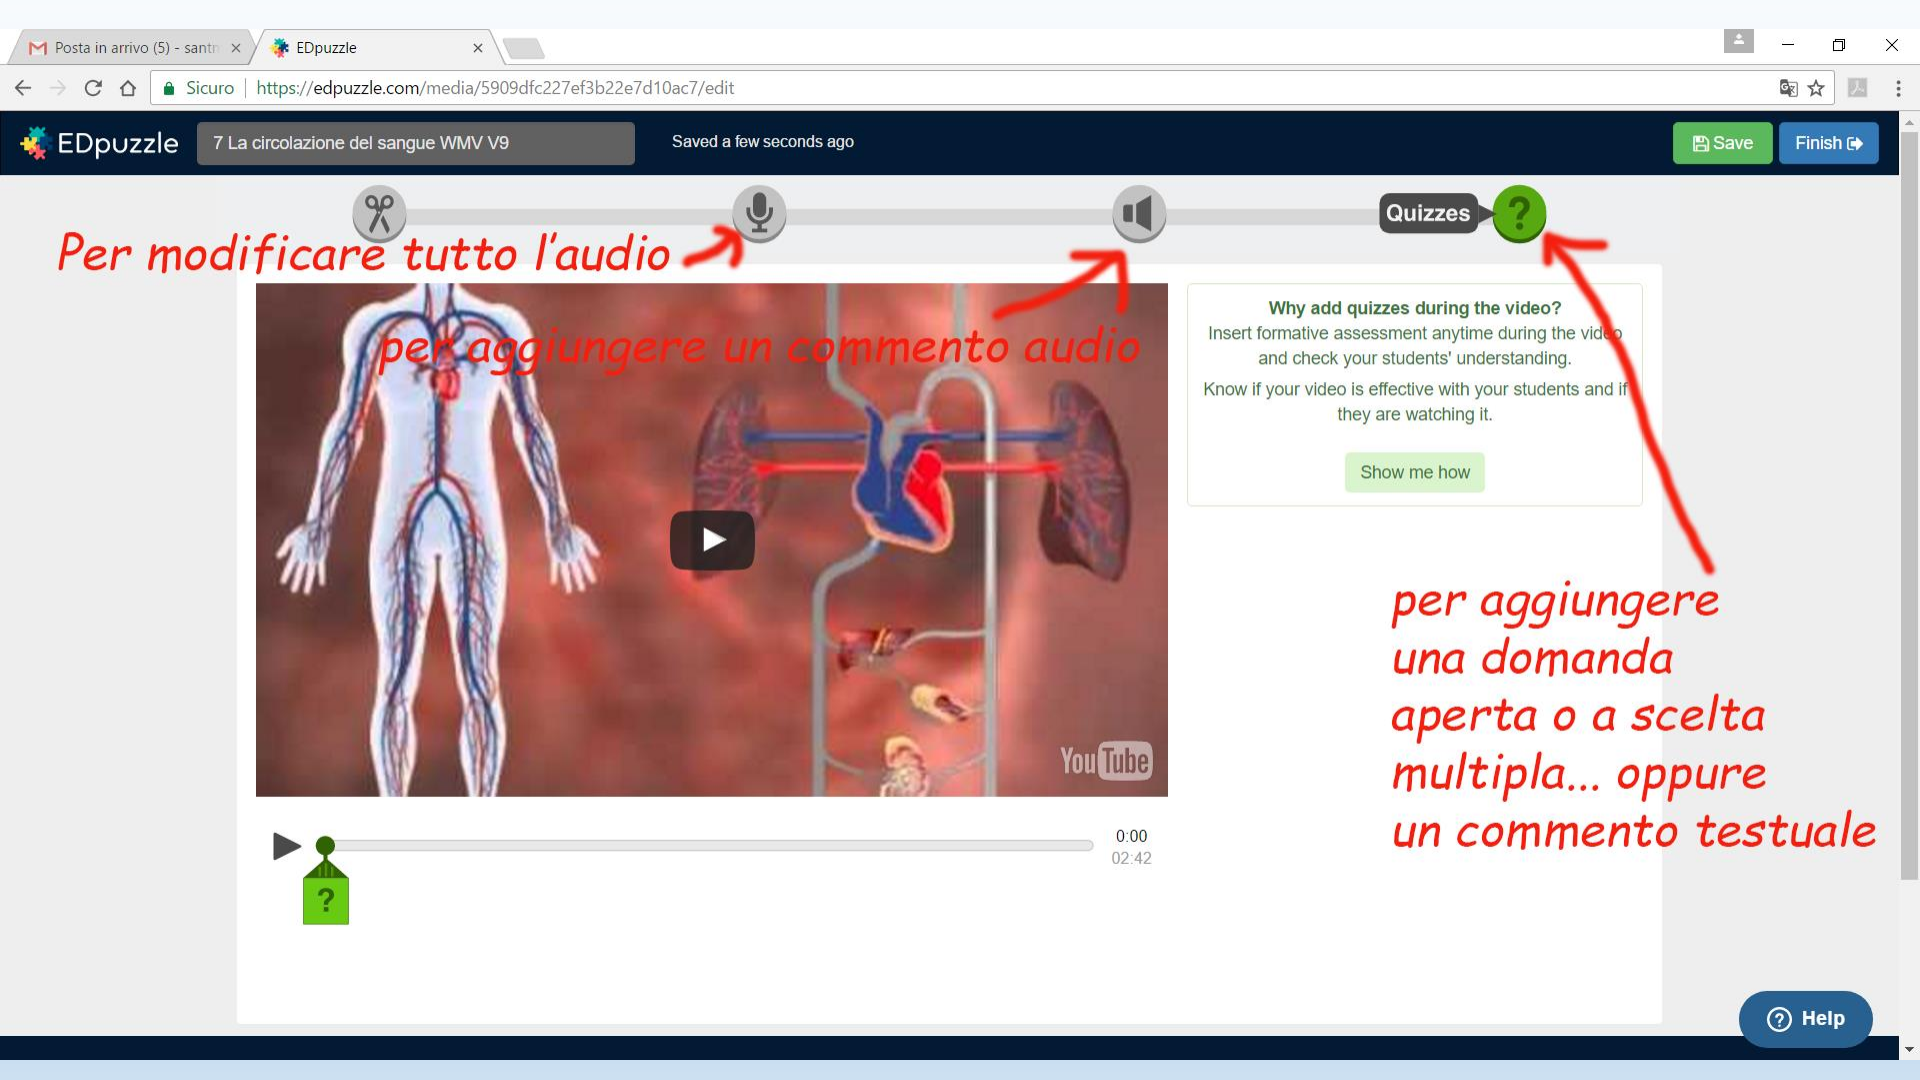 Posta in arrivo (5) - santn
EDpuzzle
Sicuro
https://edpuzzle.com/media/5909dfc227ef3b22e7d10ac7/edit
EDpuzzle
7 La circolazione del sangue WMV V9
Saved a few seconds ago
Save
Finish
Quizzes
?
Per modificare tutto l'audio
per aggiungere un commento audio
Why add quizzes during the video?
Insert formative assessment anytime during the video
and check your students' understanding.
Know if your video is effective with your students and if
they are watching it.
Show me how
per aggiungere
una domanda
aperta o a scelta
multipla... oppure
un commento testuale
YouTube
0:00
02:42
?
? Help